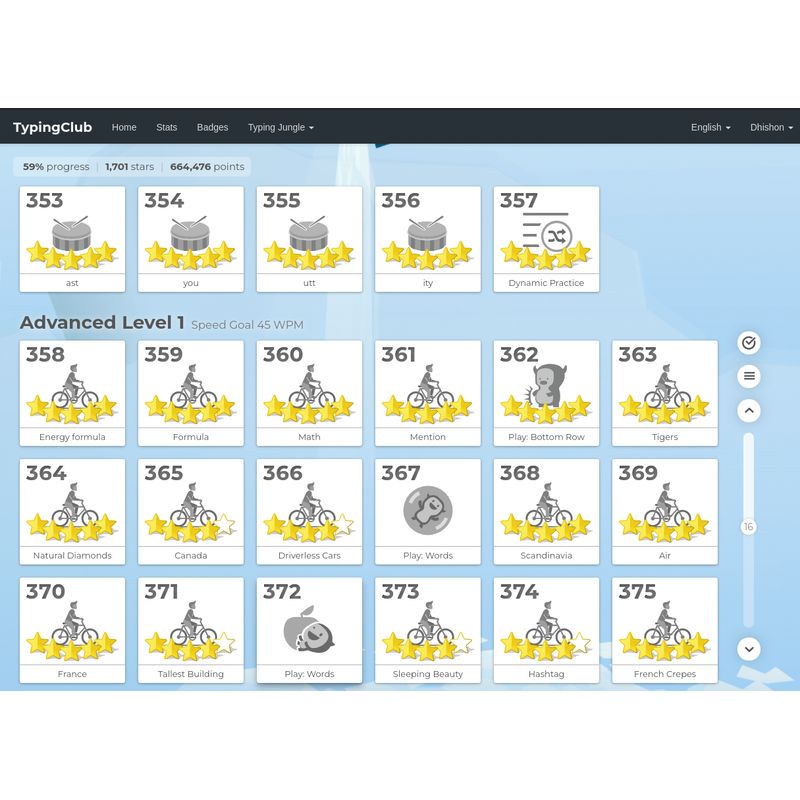 TypingClub Home Stats Badges Typing Jungle English Dhishon
59% progress | 1,701 stars | 664,476 points
353 354 355 356 357
ast you utt ity Dynamic Practice
Advanced Level 1 Speed Goal 45 WPM
358 359 360 361 362 363
Energy formula Formula Math Mention Play: Bottom Row Tigers
364 365 366 367 368 369
16
Natural Diamonds Canada Driverless Cars Play: Words Scandinavia Air
370 371 372 373 374 375
France Tallest Building Play: Words Sleeping Beauty Hashtag French Crepes